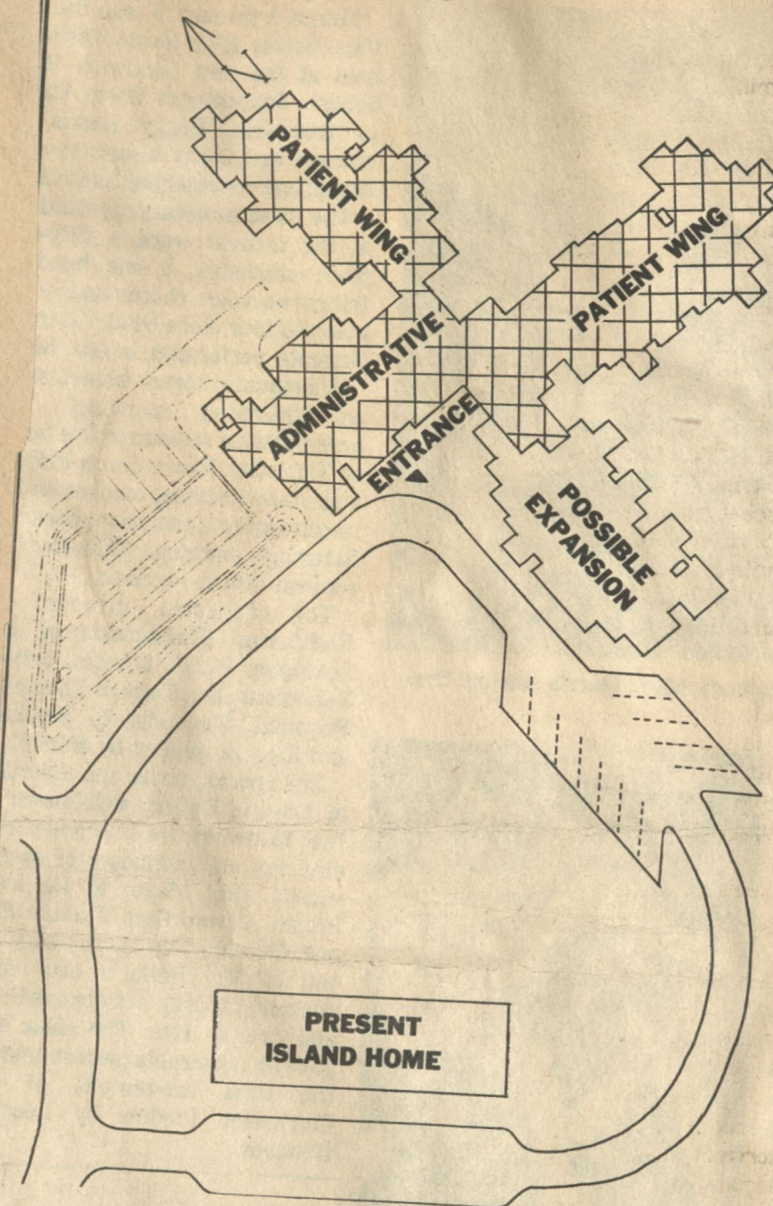 N
PATIENT WING
PATIENT WING
ADMINISTRATIVE
ENTRANCE
POSSIBLE
EXPANSION
PRESENT
ISLAND HOME